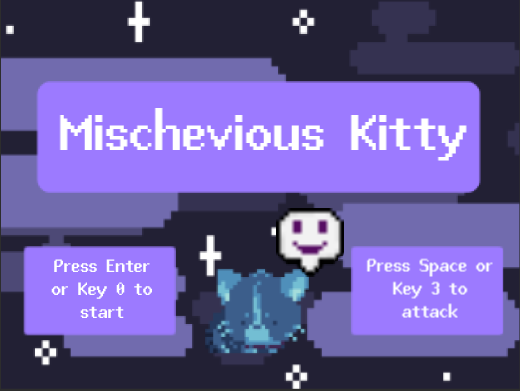 Mischevious Kitty
Press Enter
or Key 0 to
start
Press Space or
Key 3 to
attack